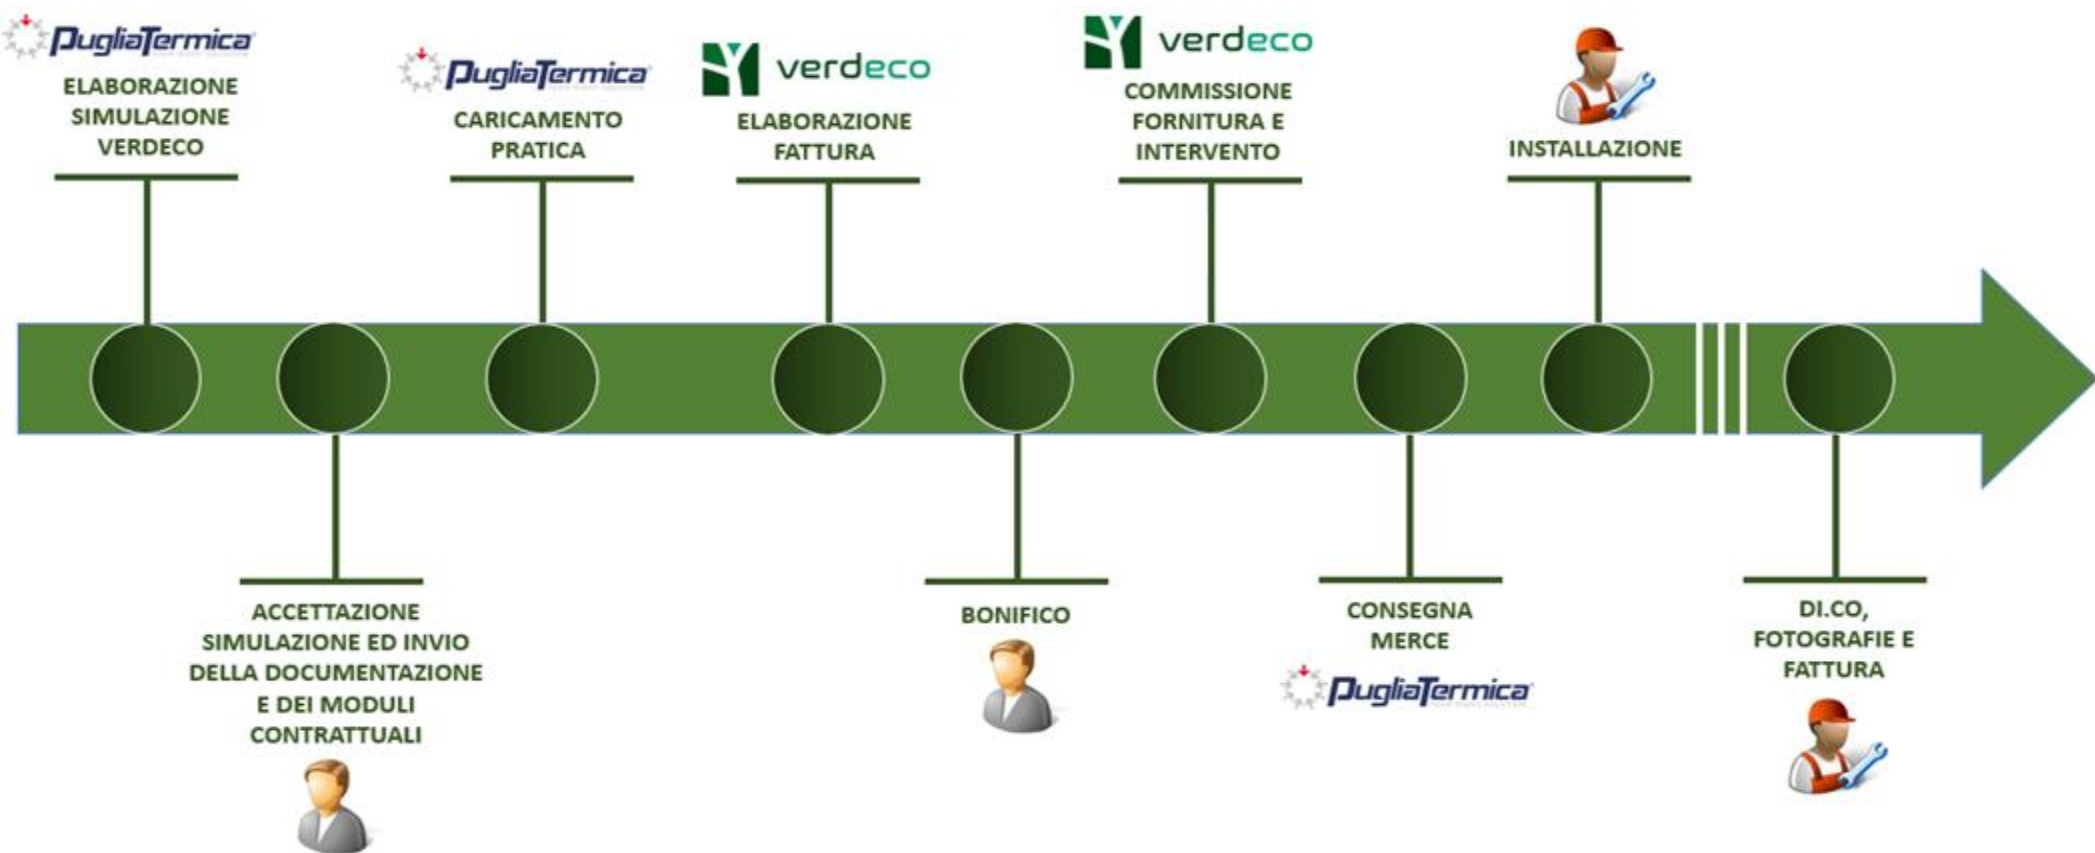 PugliaTermica
ELABORAZIONE
SIMULAZIONE
VERDECO
ACCETTAZIONE
SIMULAZIONE ED INVIO
DELLA DOCUMENTAZIONE
E DEI MODULI
CONTRATTUALI
PugliaTermica
CARICAMENTO
PRATICA
verdeco
ELABORAZIONE
FATTURA
BONIFICO
verdeco
COMMISSIONE
FORNITURA E
INTERVENTO
CONSEGNA
MERCE
PugliaTermica
INSTALLAZIONE
DI.CO,
FOTOGRAFIE E
FATTURA